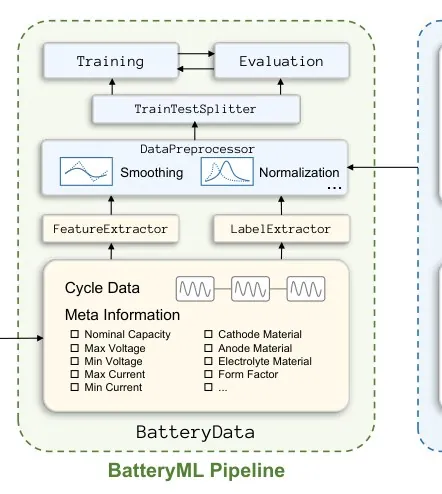 Training
Evaluation
TrainTestSplitter
DataPreprocessor
Smoothing
Normalization
...
FeatureExtractor
LabelExtractor
Cycle Data
Meta Information
Nominal Capacity
Cathode Material
Max Voltage
Anode Material
Min Voltage
Electrolyte Material
Max Current
Form Factor
Min Current
...
BatteryData
BatteryML Pipeline